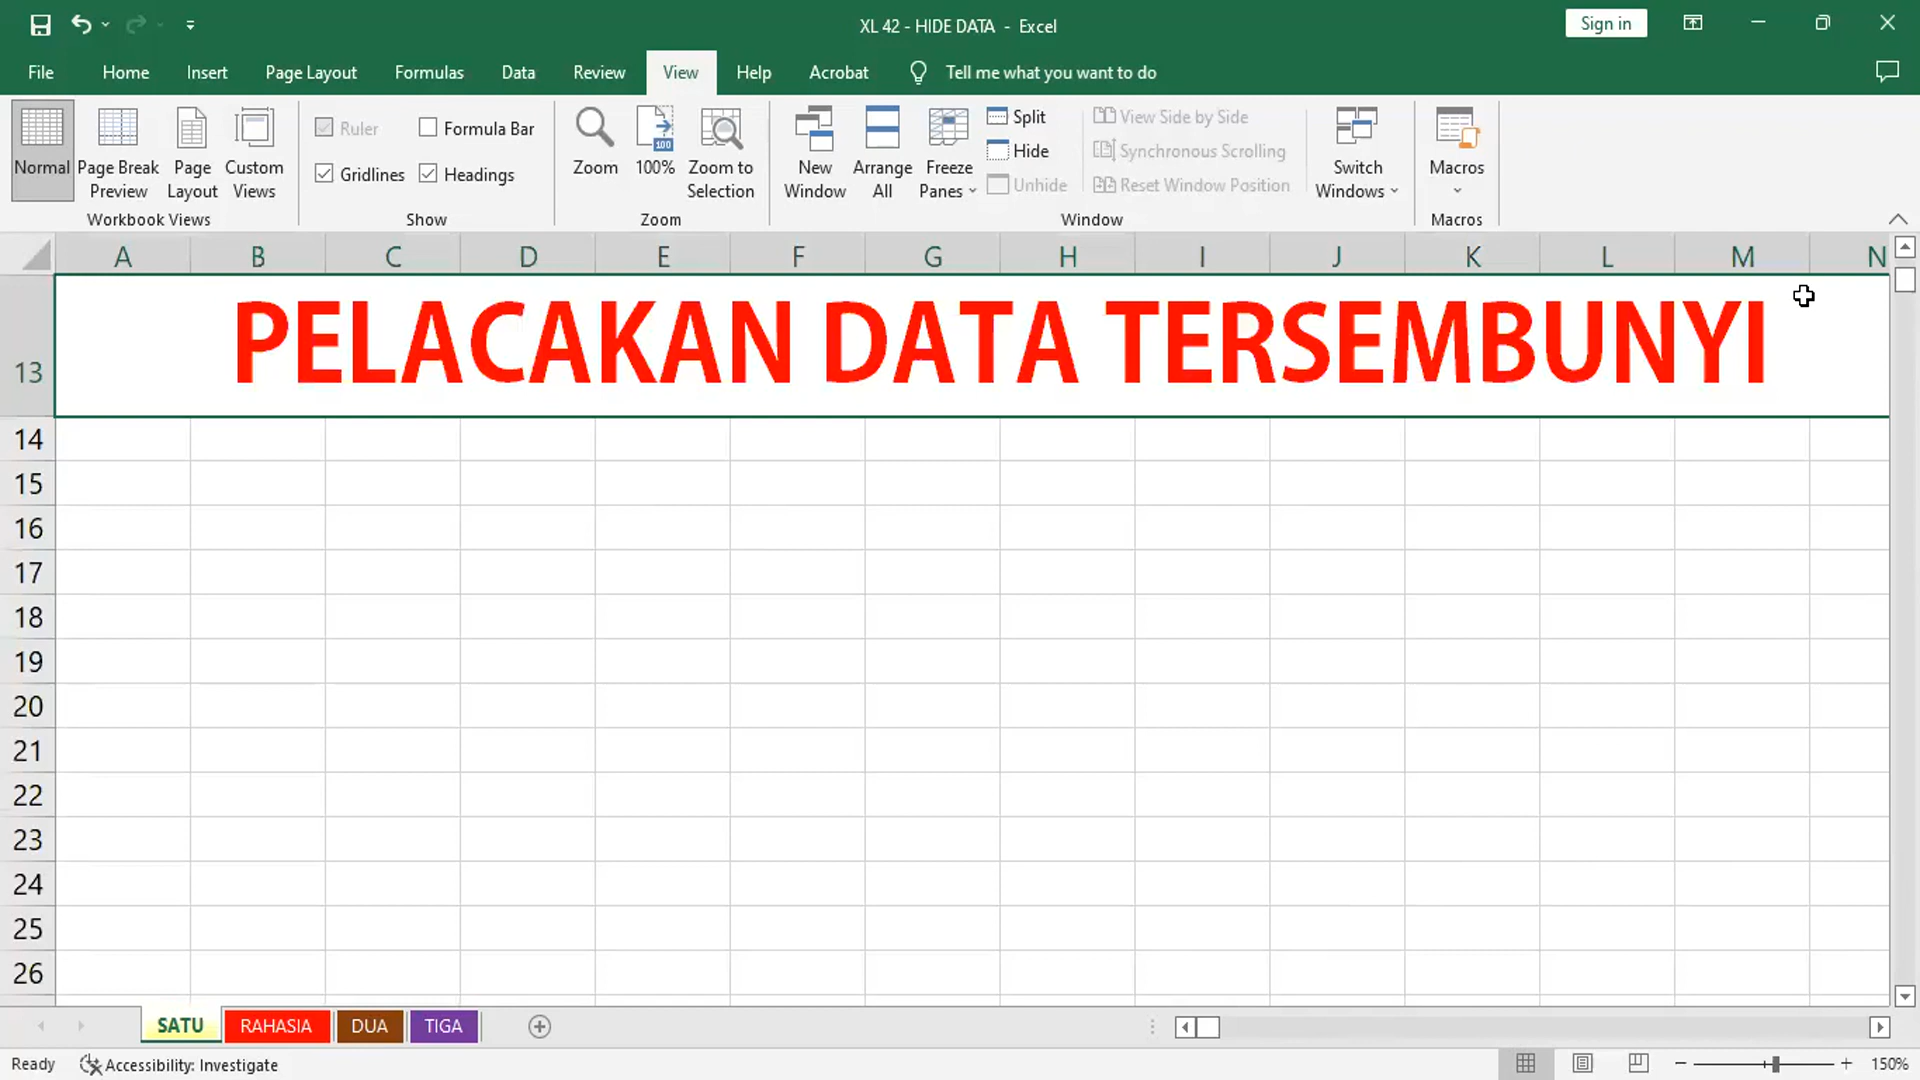 XL 42 - HIDE DATA - Excel
Sign in
File Home Insert Page Layout Formulas Data Review View Help Acrobat Tell me what you want to do
Normal
Page Break Preview
Page Layout
Custom Views
Workbook Views
Ruler
Formula Bar
Gridlines
Headings
Show
Zoom
100
100%
Zoom to Selection
Zoom
New Window
Arrange All
Freeze Panes
Split
Hide
Unhide
View Side by Side
Synchronous Scrolling
Reset Window Position
Window
Switch Windows
Macros
Macros
A B C D E F G H I J K L M N
13 PELACAKAN DATA TERSEMBUNYI
14
15
16
17
18
19
20
21
22
23
24
25
26
SATU RAHASIA DUA TIGA
Ready Accessibility: Investigate 150%